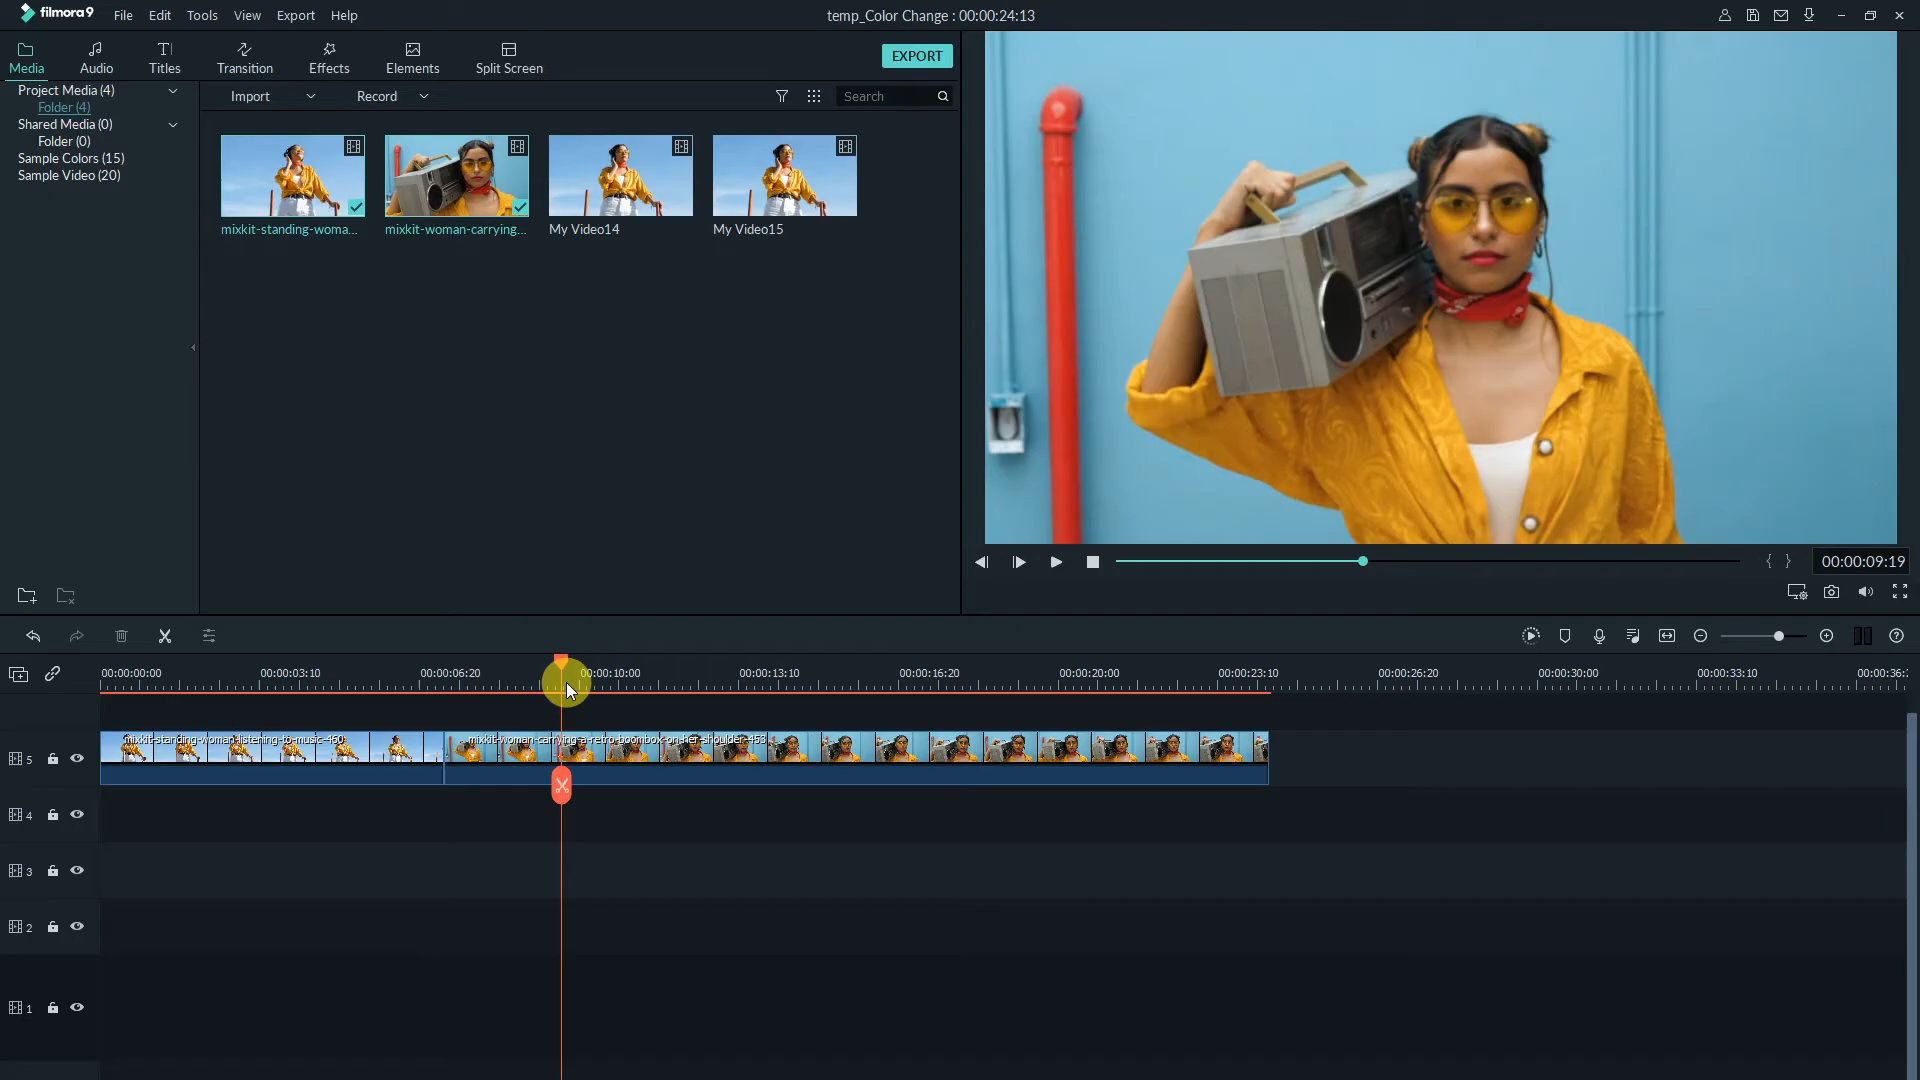 filmora9
File Edit Tools View Export Help
temp_Color Change : 00:00:24:13
Media Audio Titles Transition Effects Elements Split Screen
EXPORT
Project Media (4)
Folder (4)
Shared Media (0)
Folder (0)
Sample Colors (15)
Sample Video (20)
Import Record Search
mixkit-standing-woma... mixkit-woman-carrying... My Video14 My Video15
{ } 00:00:09:19
00:00:00:00 00:00:03:10 00:00:06:20 00:00:10:00 00:00:13:10 00:00:16:20 00:00:20:00 00:00:23:10 00:00:26:20 00:00:30:00 00:00:33:10 00:00:36:
mixkit-standing-woman-listening-to-music-460 mixkit-woman-carrying-a-retro-boombox-on-her-shoulder-453
5
4
3
2
1